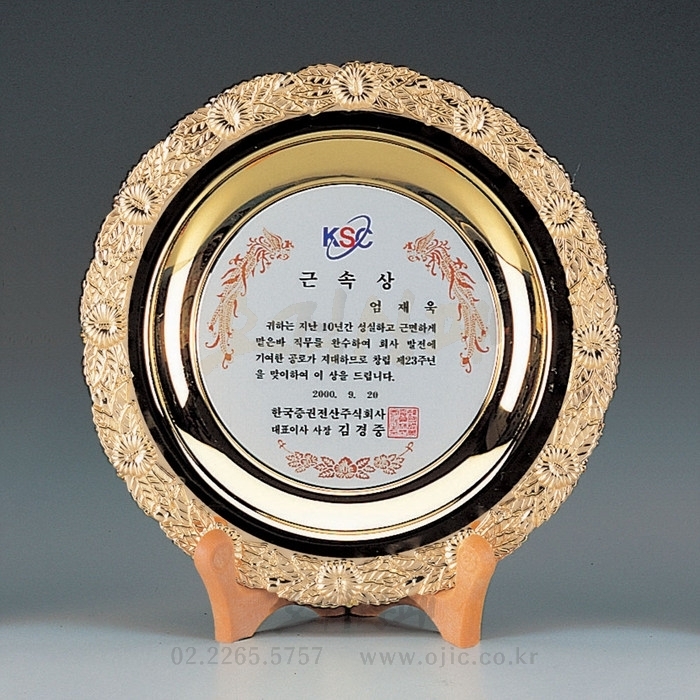 KSC
근 속 상
엄 재 욱
귀하는 지난 10년간 성실하고 근면하게
맡은바 직무를 완수하여 회사 발전에
기여한 공로가 지대하므로 창립 제23주년
을 맞이하여 이 상을 드립니다.
2000. 9. 20
한국증권전산주식회사
대표이사 사장 김 경 중
02.2265.5757 www.ojic.co.kr